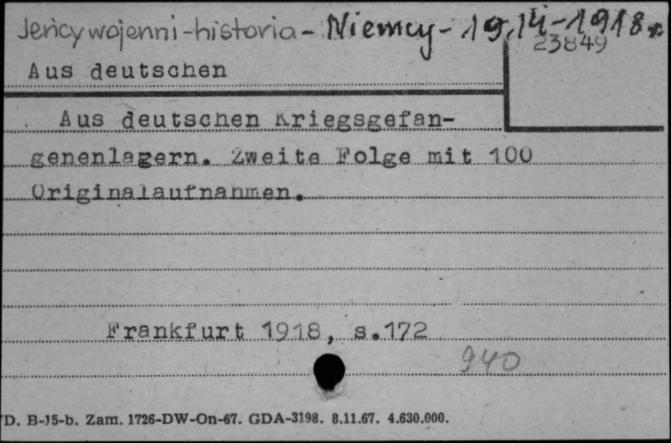 Jeńcy wojenni-historia- Niemcy- 1914-1918 r.
23849
Aus deutschen
Aus deutschen Kriegsgefan-
genenlagern. Zweite Folge mit 100
Originalaufnahmen.
Frankfurt 1918, s.172
940
D. B-15-b. Zam. 1726-DW-On-67. GDA-3198. 8.11.67. 4.630.000.